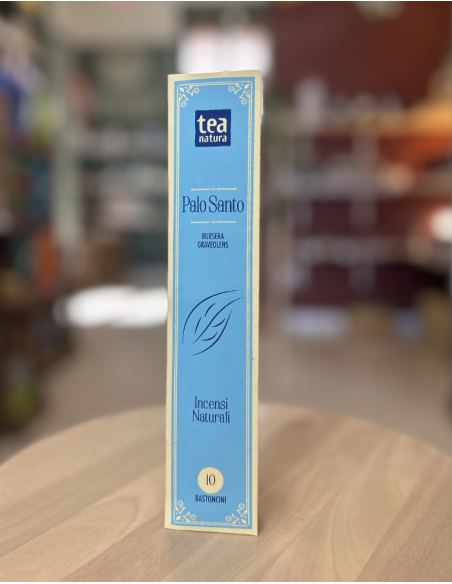 tea
natura
Palo Santo
BURSERA
GRAVEOLENS
Incensi
Naturali
10
BASTONCINI